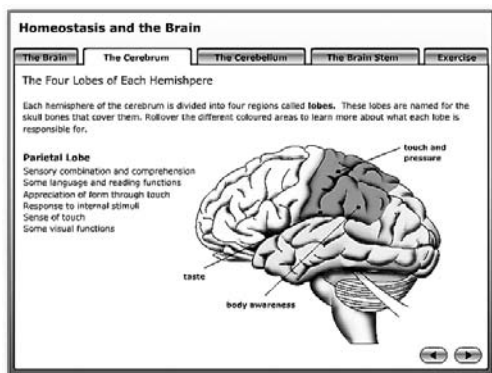 Homeostasis and the Brain
The Brain The Cerebrum The Cerebellum The Brain Stem Exercise
The Four Lobes of Each Hemishpere
Each hemisphere of the cerebrum is divided into four regions called lobes. These lobes are named for the
skull bones that cover them. Rollover the different coloured areas to learn more about what each lobe is
responsible for.
Parietal Lobe
Sensory combination and comprehension
Some language and reading functions
Appreciation of form through touch
Response to internal stimuli
Sense of touch
Some visual functions
touch and
pressure
taste
body awareness